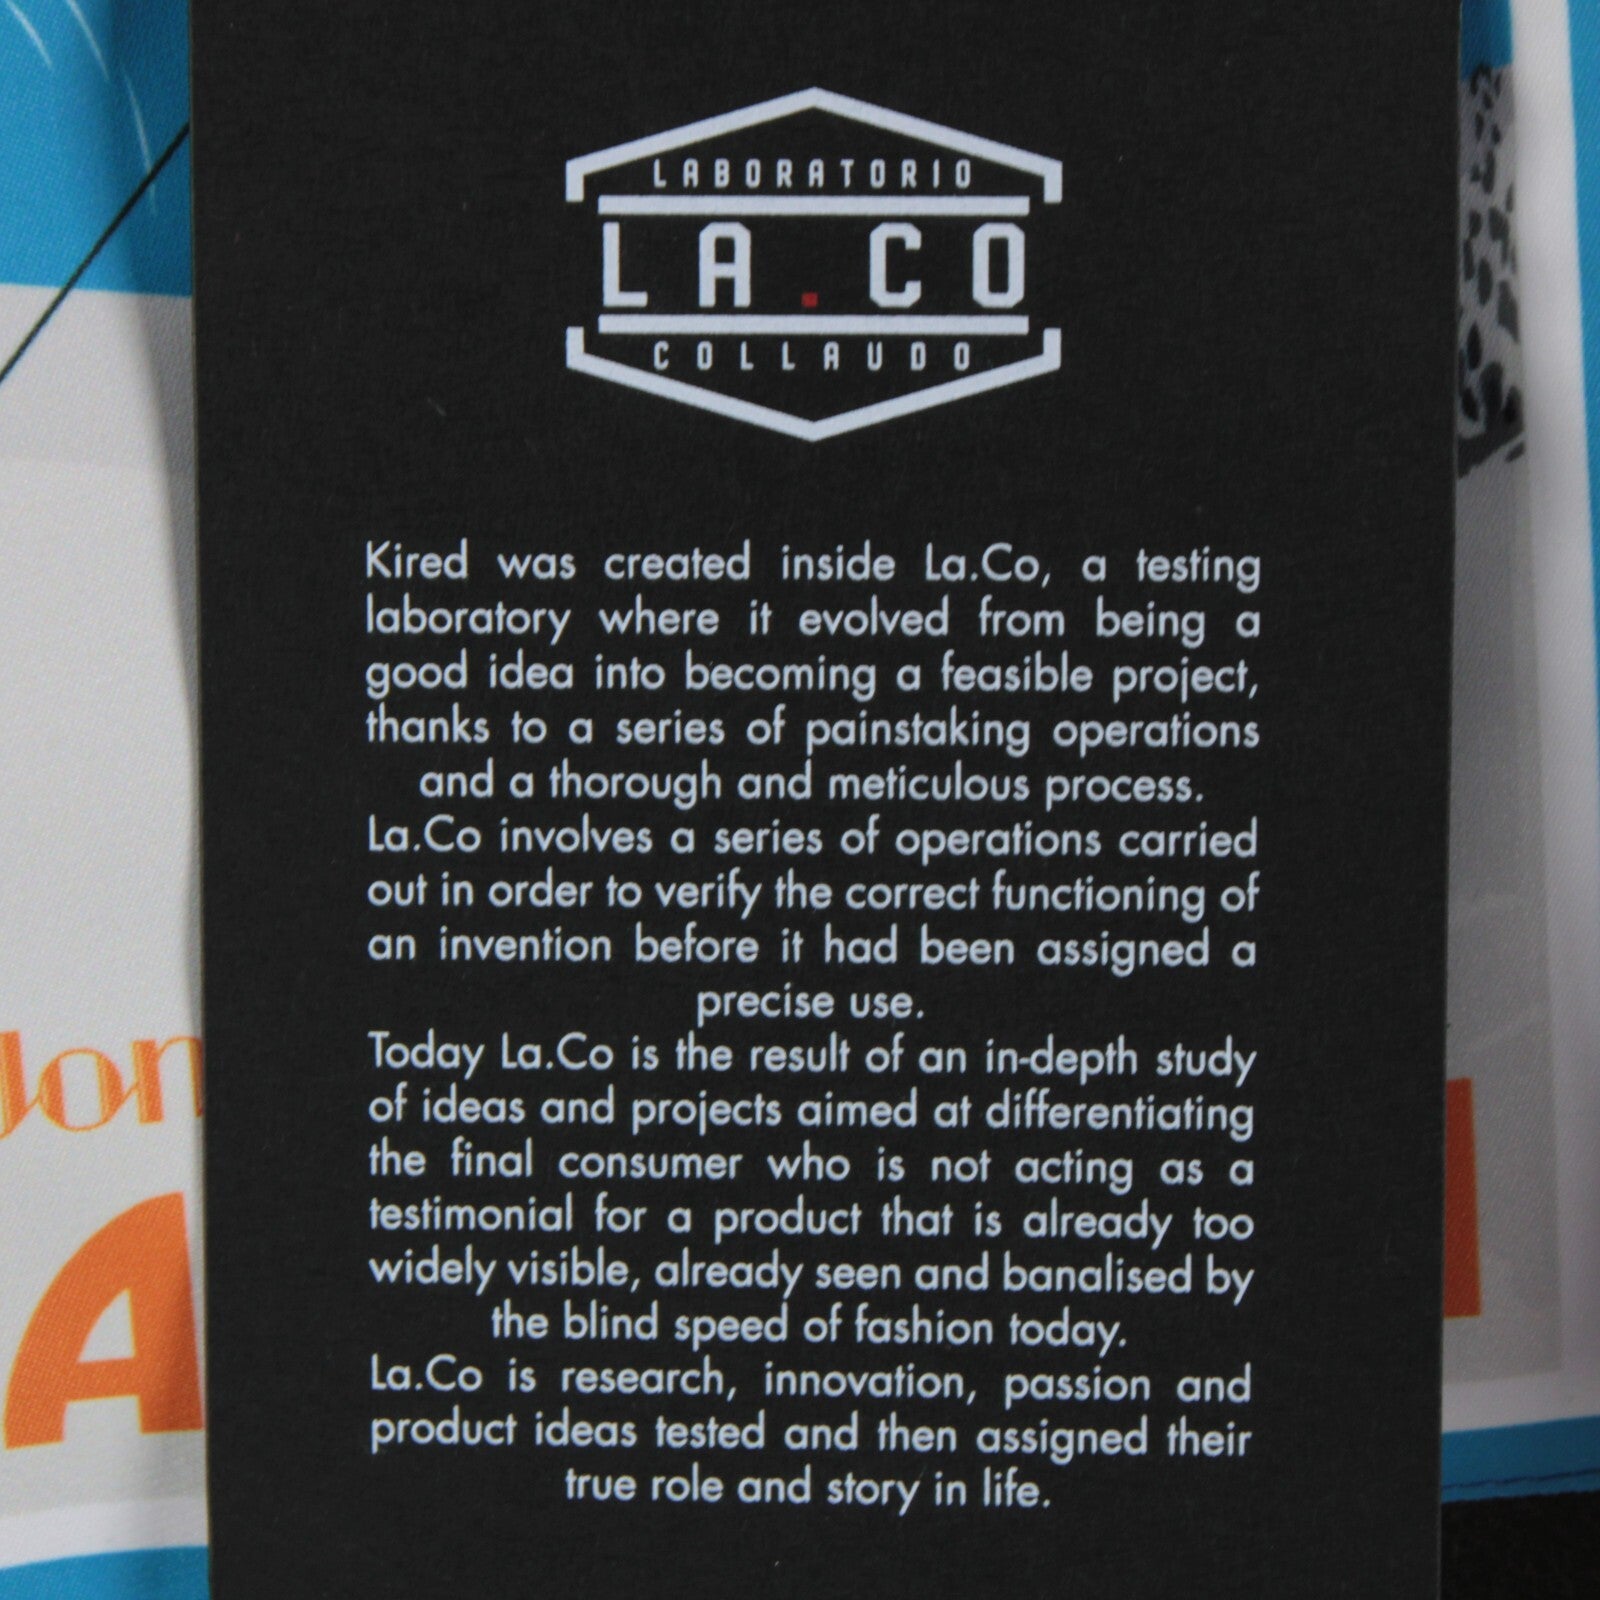 LABORATORIO
LA.CO
COLLAUDO
Kired was created inside La.Co, a testing
laboratory where it evolved from being a
good idea into becoming a feasible project,
thanks to a series of painstaking operations
and a thorough and meticulous process.
La.Co involves a series of operations carried
out in order to verify the correct functioning of
an invention before it had been assigned a
precise use.
Today La.Co is the result of an in-depth study
of ideas and projects aimed at differentiating
the final consumer who is not acting as a
testimonial for a product that is already too
widely visible, already seen and banalised by
the blind speed of fashion today.
La.Co is research, innovation, passion and
product ideas tested and then assigned their
true role and story in life.
Jon
A